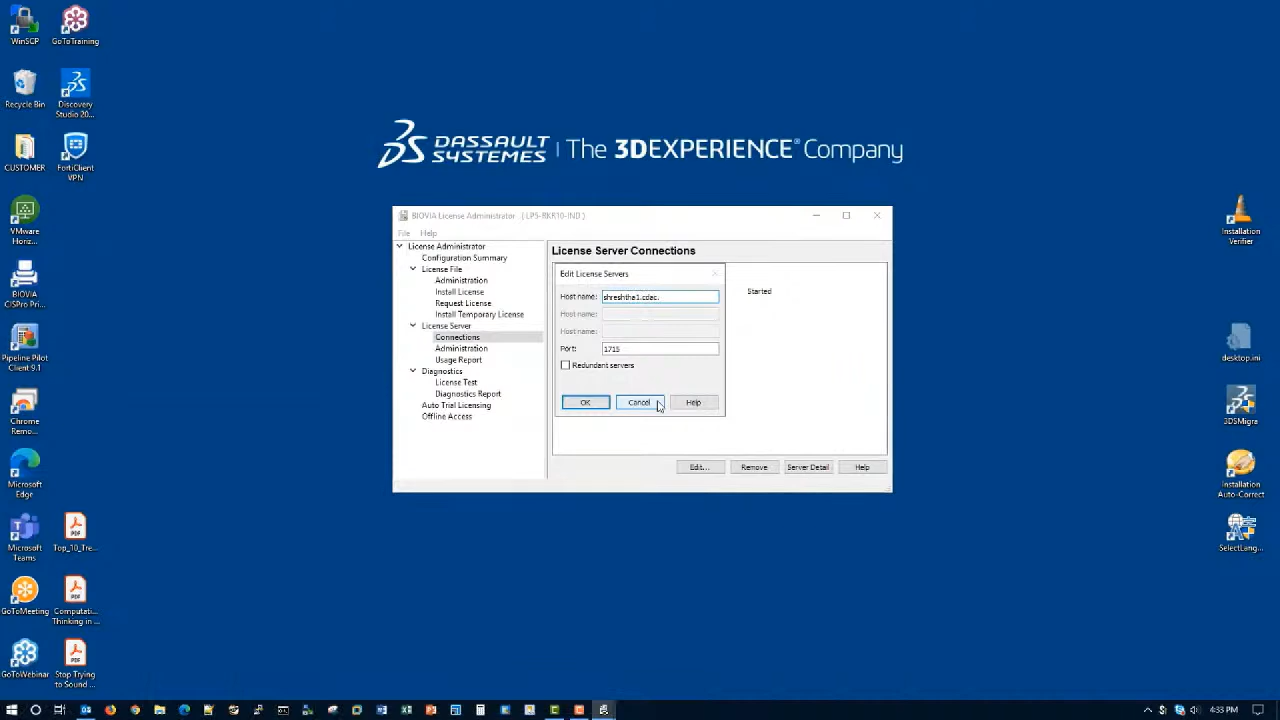 WinSCP
GoToTraining
Recycle Bin
Discovery
Studio 20...
CUSTOMER
FortiClient
VPN
VMware
Horiz...
BIOVIA
CISPro Pri...
Pipeline Pilot
Client 9.1
Chrome
Remo...
Microsoft
Edge
Microsoft
Teams
Top_10_Tre...
GoToMeeting
Computati...
Thinking in ...
GoToWebinar
Stop Trying
to Sound ...
DASSAULT
SYSTEMES
The 3DEXPERIENCE® Company
BIOVIA License Administrator ( LP5-RKR10-IND )
File Help
License Administrator
Configuration Summary
License File
Administration
Install License
Request License
Install Temporary License
License Server
Connections
Administration
Usage Report
Diagnostics
License Test
Diagnostics Report
Auto Trial Licensing
Offline Access
License Server Connections
Edit License Servers
Host name: shreshtha1.cdac.
Host name:
Host name:
Port: 1715
Redundant servers
OK Cancel Help
Started
Edit... Remove Server Detail Help
Installation
Verifier
desktop.ini
3DSMigra
Installation
Auto-Correct
SelectLang...
4:33 PM